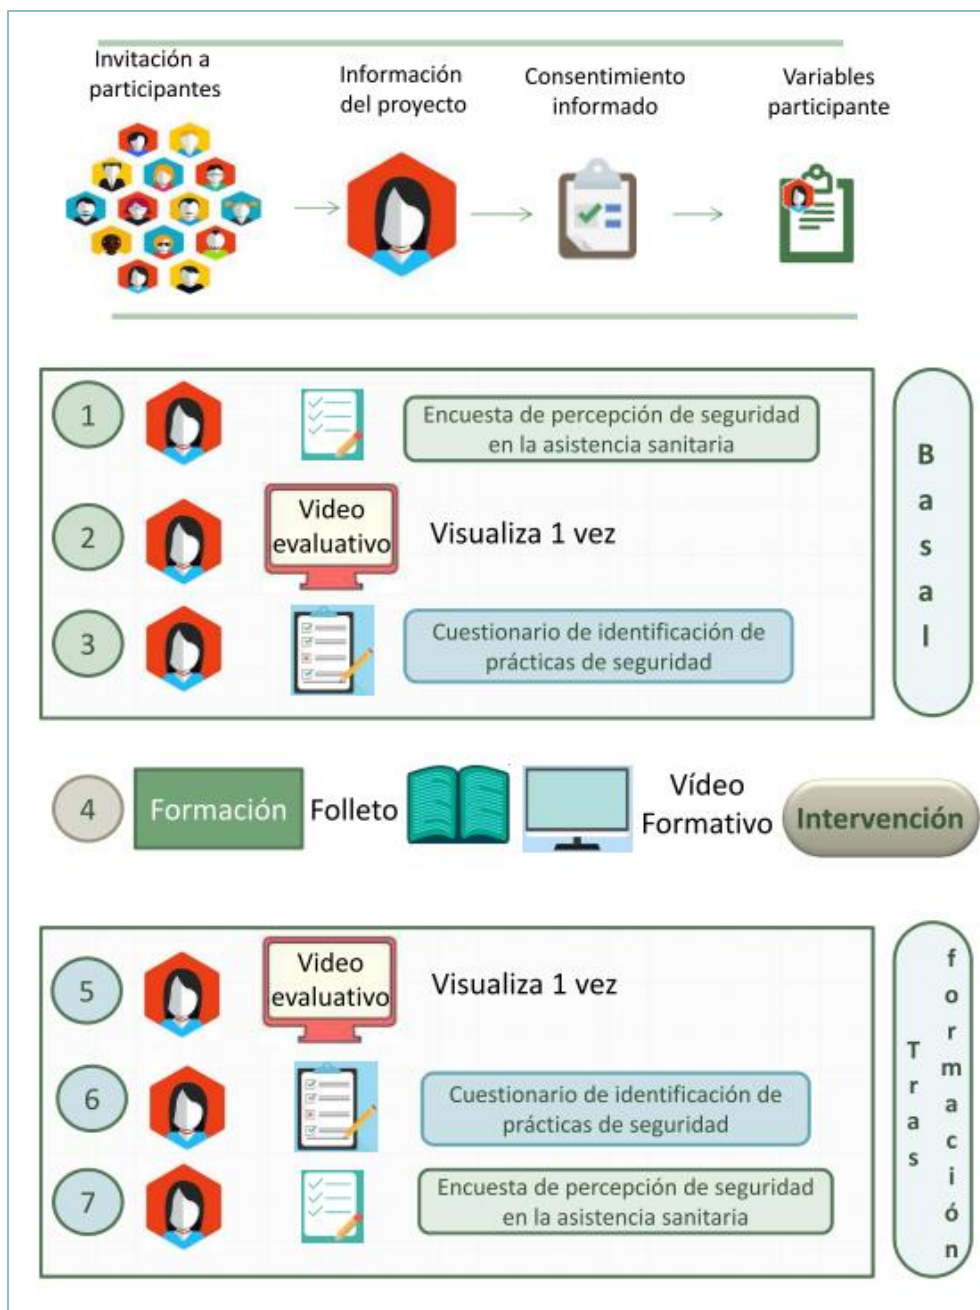 Invitación a
participantes
Información
del proyecto
Consentimiento
informado
Variables
participante
1
Encuesta de percepción de seguridad
en la asistencia sanitaria
2
Video
evaluativo
Visualiza 1 vez
3
Cuestionario de identificación de
prácticas de seguridad
Basal
4
Formación
Folleto
Vídeo
Formativo
Intervención
5
Video
evaluativo
Visualiza 1 vez
6
Cuestionario de identificación de
prácticas de seguridad
7
Encuesta de percepción de seguridad
en la asistencia sanitaria
Tras
formación